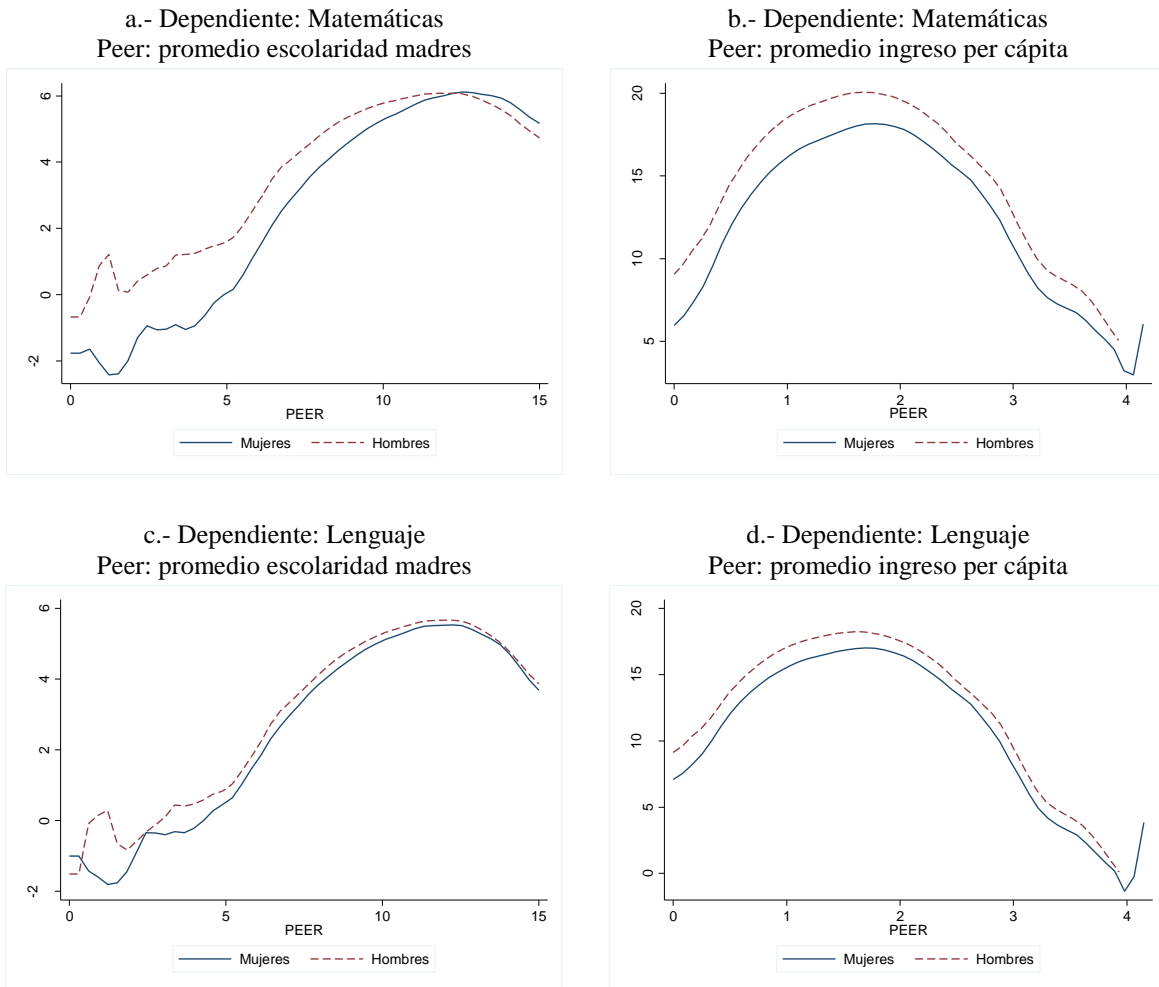 a.- Dependiente: Matemáticas
Peer: promedio escolaridad madres
6
4
2
0
-2
0 5 10 15
PEER
Mujeres Hombres
b.- Dependiente: Matemáticas
Peer: promedio ingreso per cápita
20
15
10
5
0 1 2 3 4
PEER
Mujeres Hombres
c.- Dependiente: Lenguaje
Peer: promedio escolaridad madres
6
4
2
0
-2
0 5 10 15
PEER
Mujeres Hombres
d.- Dependiente: Lenguaje
Peer: promedio ingreso per cápita
20
15
10
5
0
0 1 2 3 4
PEER
Mujeres Hombres